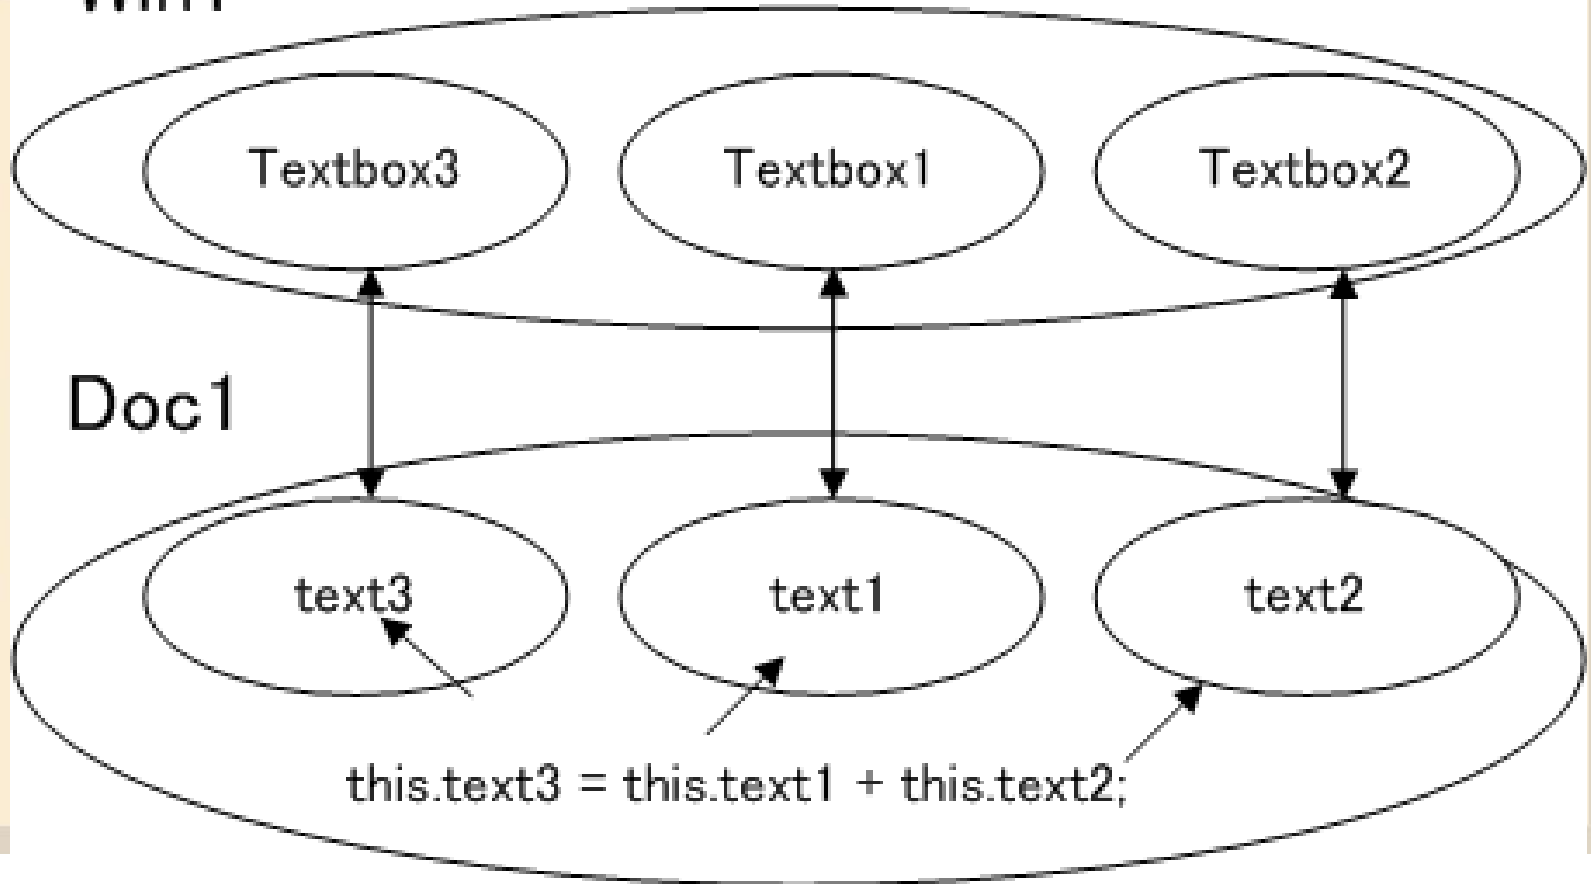 Textbox3 Textbox1 Textbox2
Doc1
text3 text1 text2
this.text3 = this.text1 + this.text2;